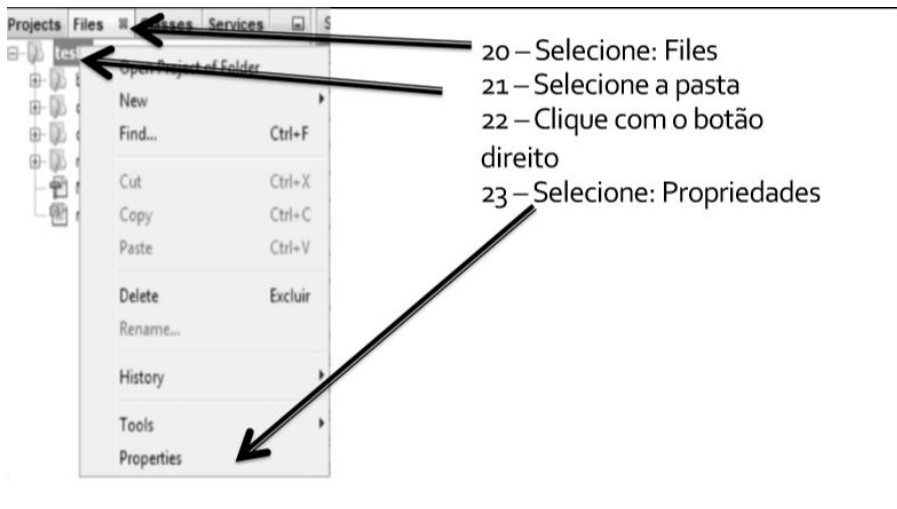 Projects Files Classes Services
20 – Selecione: Files
21 – Selecione a pasta
22 – Clique com o botão
direito
23 – Selecione: Propriedades
Open Project of Folder
New
Find... Ctrl+F
Cut Ctrl+X
Copy Ctrl+C
Paste Ctrl+V
Delete Excluir
Rename...
History
Tools
Properties